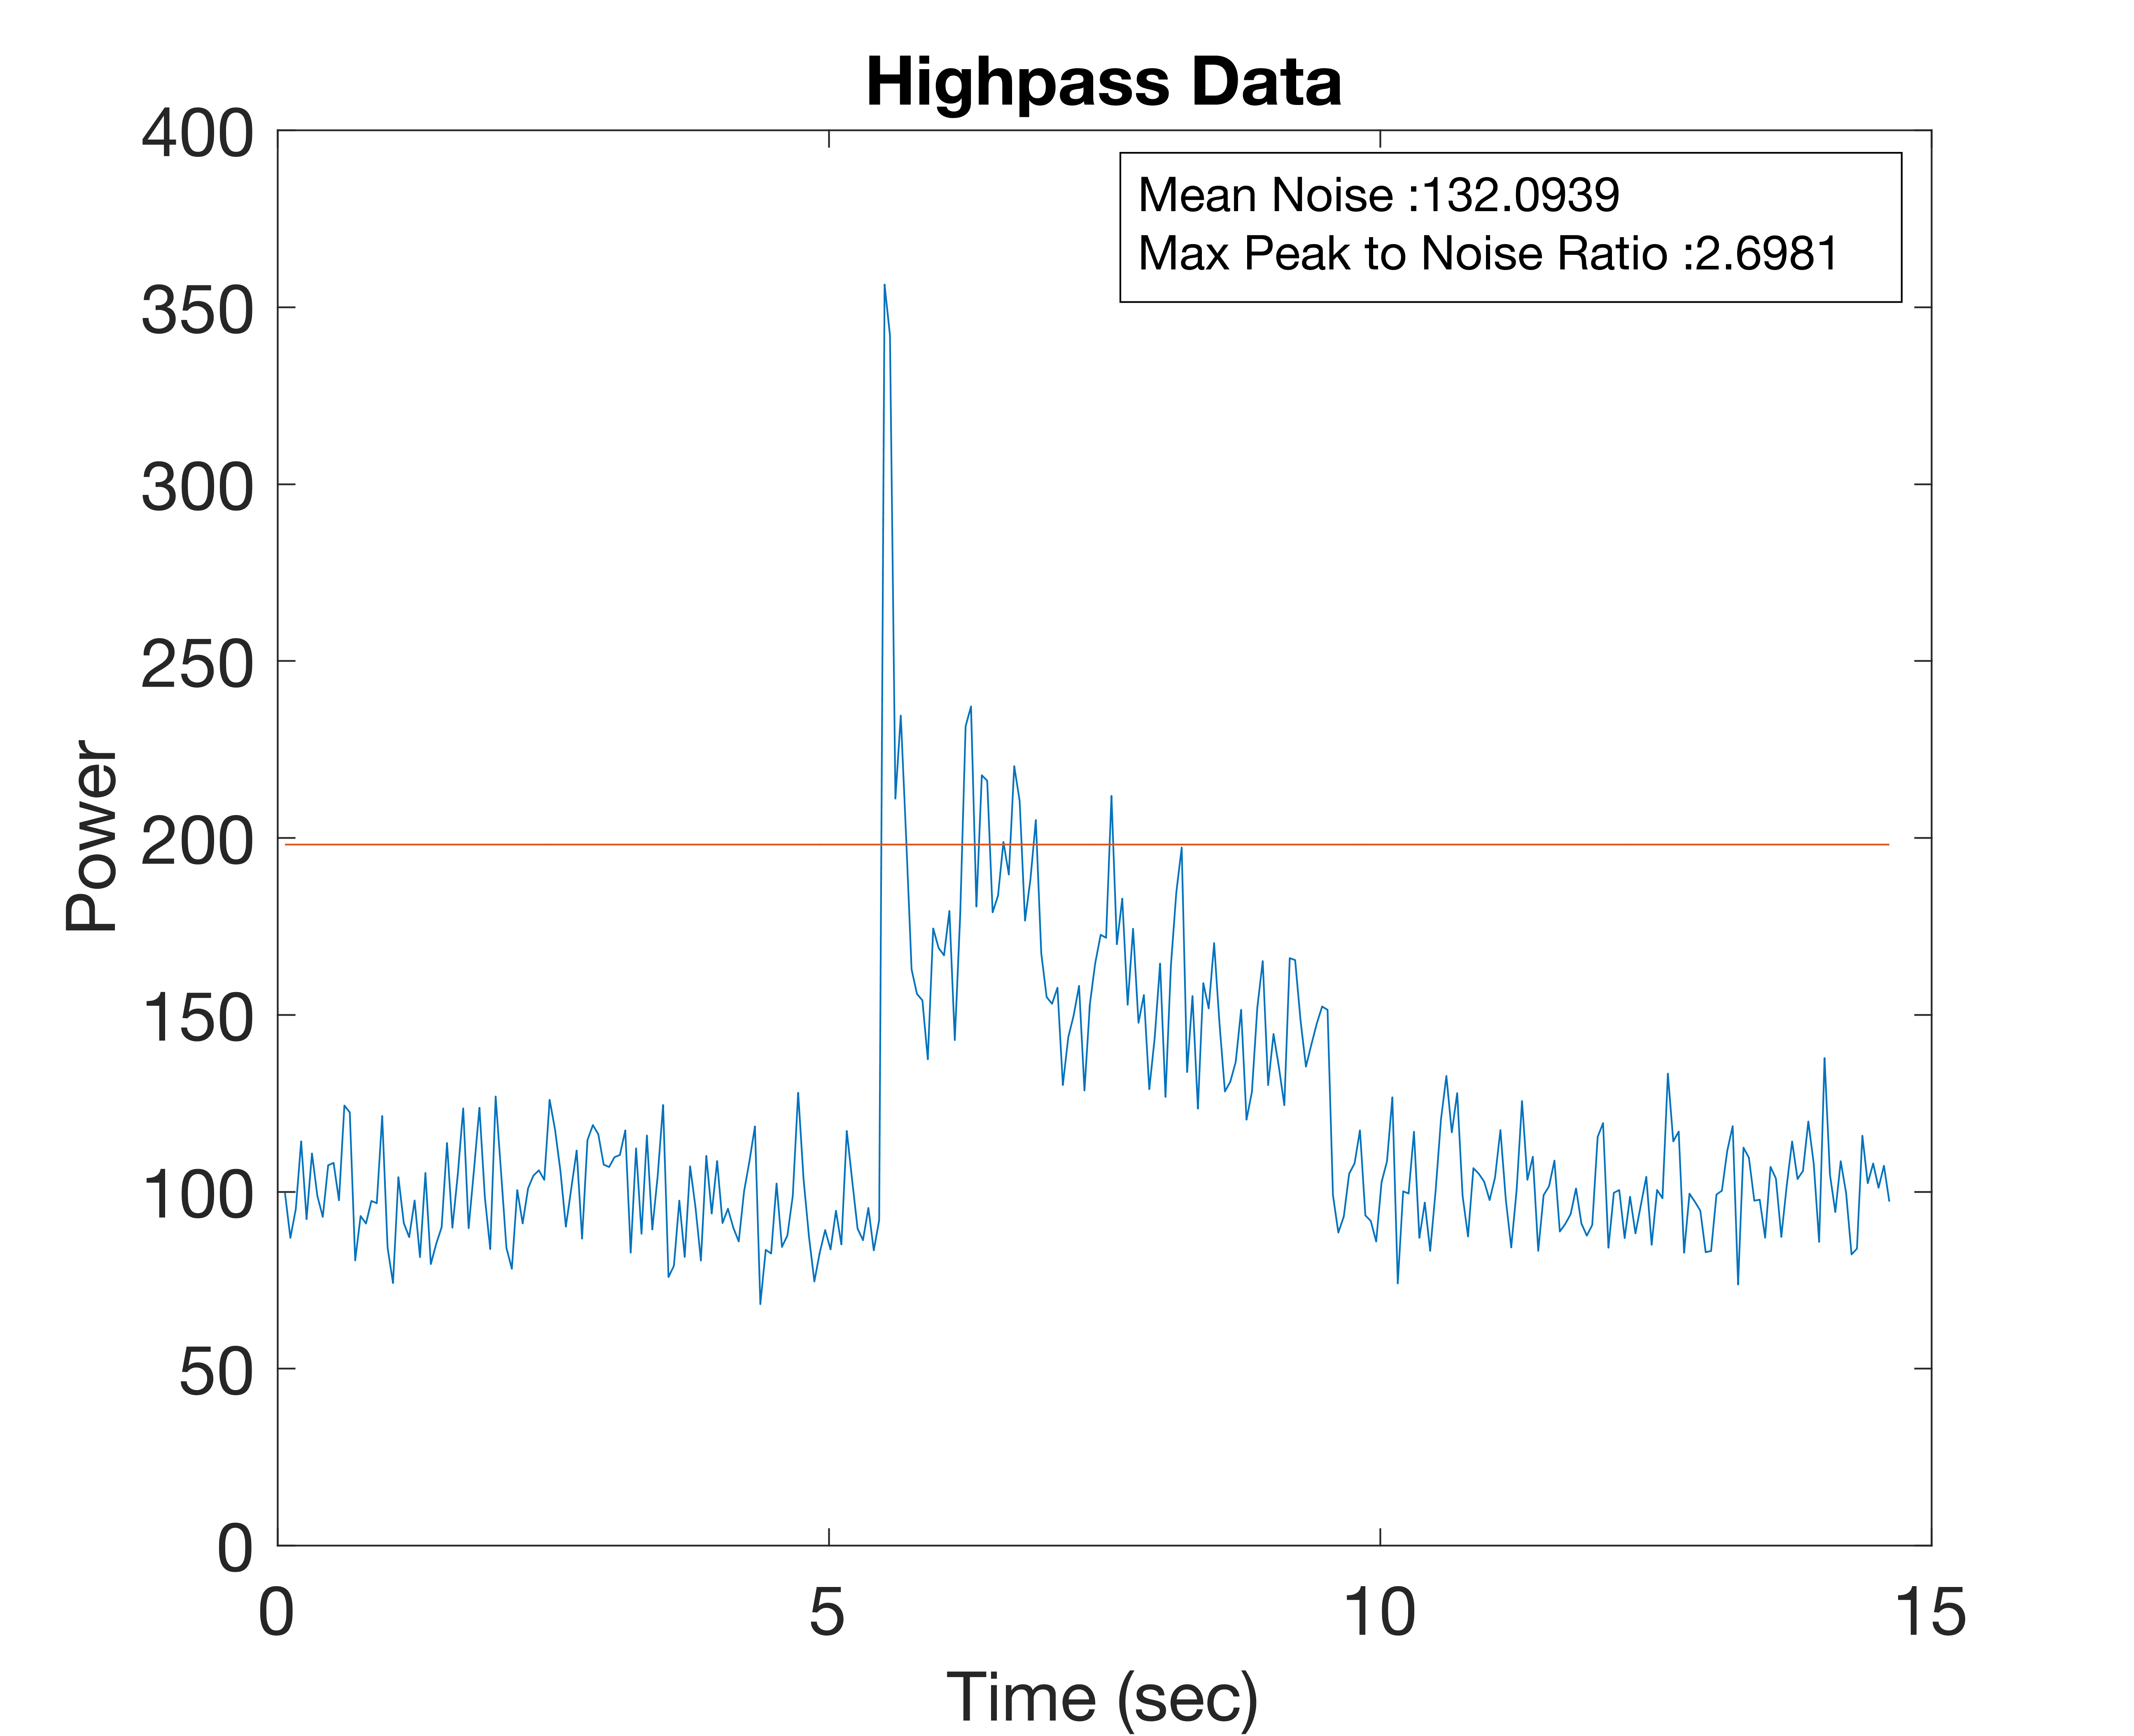 Highpass Data
Mean Noise :132.0939
Max Peak to Noise Ratio :2.6981
400
350
300
250
200
150
100
50
0
Power
0 5 10 15
Time (sec)